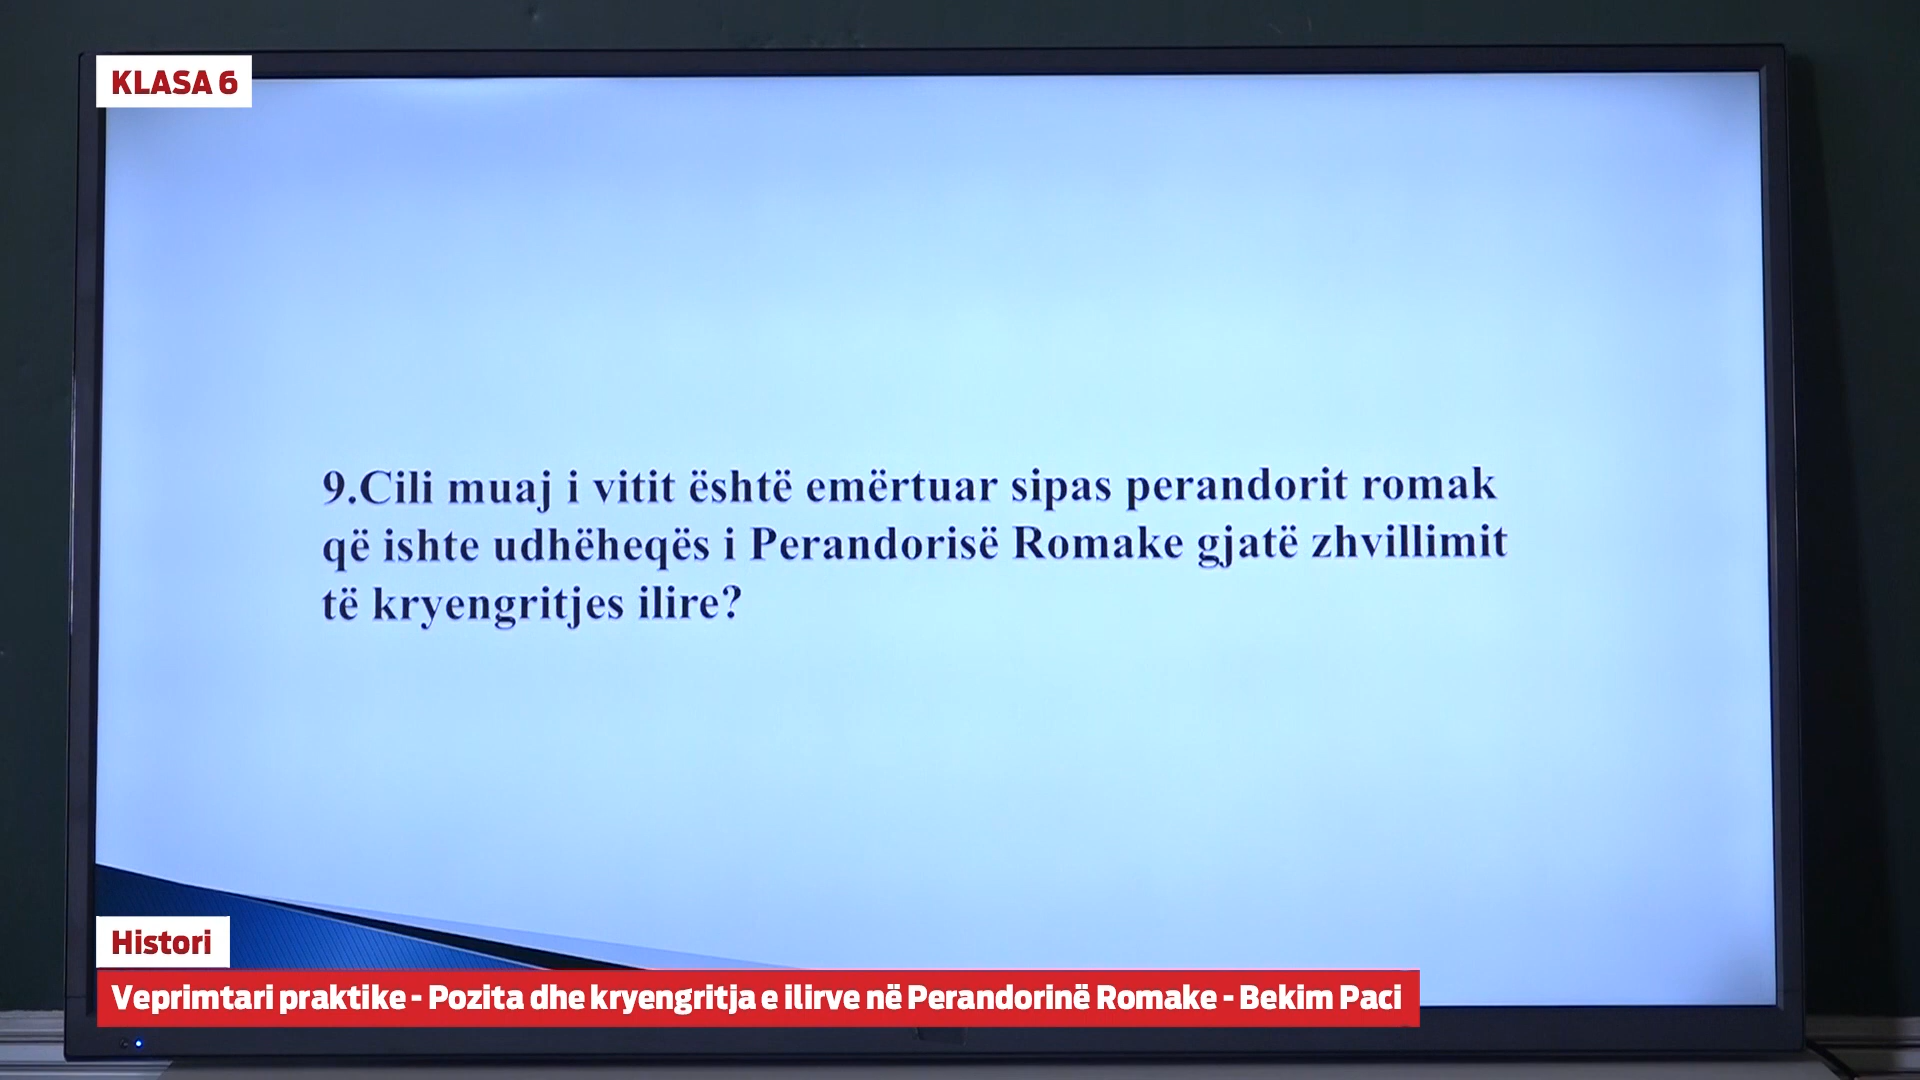 KLASA 6
9.Cili muaj i vitit është emërtuar sipas perandorit romak
që ishte udhëheqës i Perandorisë Romake gjatë zhvillimit
të kryengritjes ilire?
Histori
Veprimtari praktike - Pozita dhe kryengritja e ilirve në Perandorinë Romake - Bekim Paci